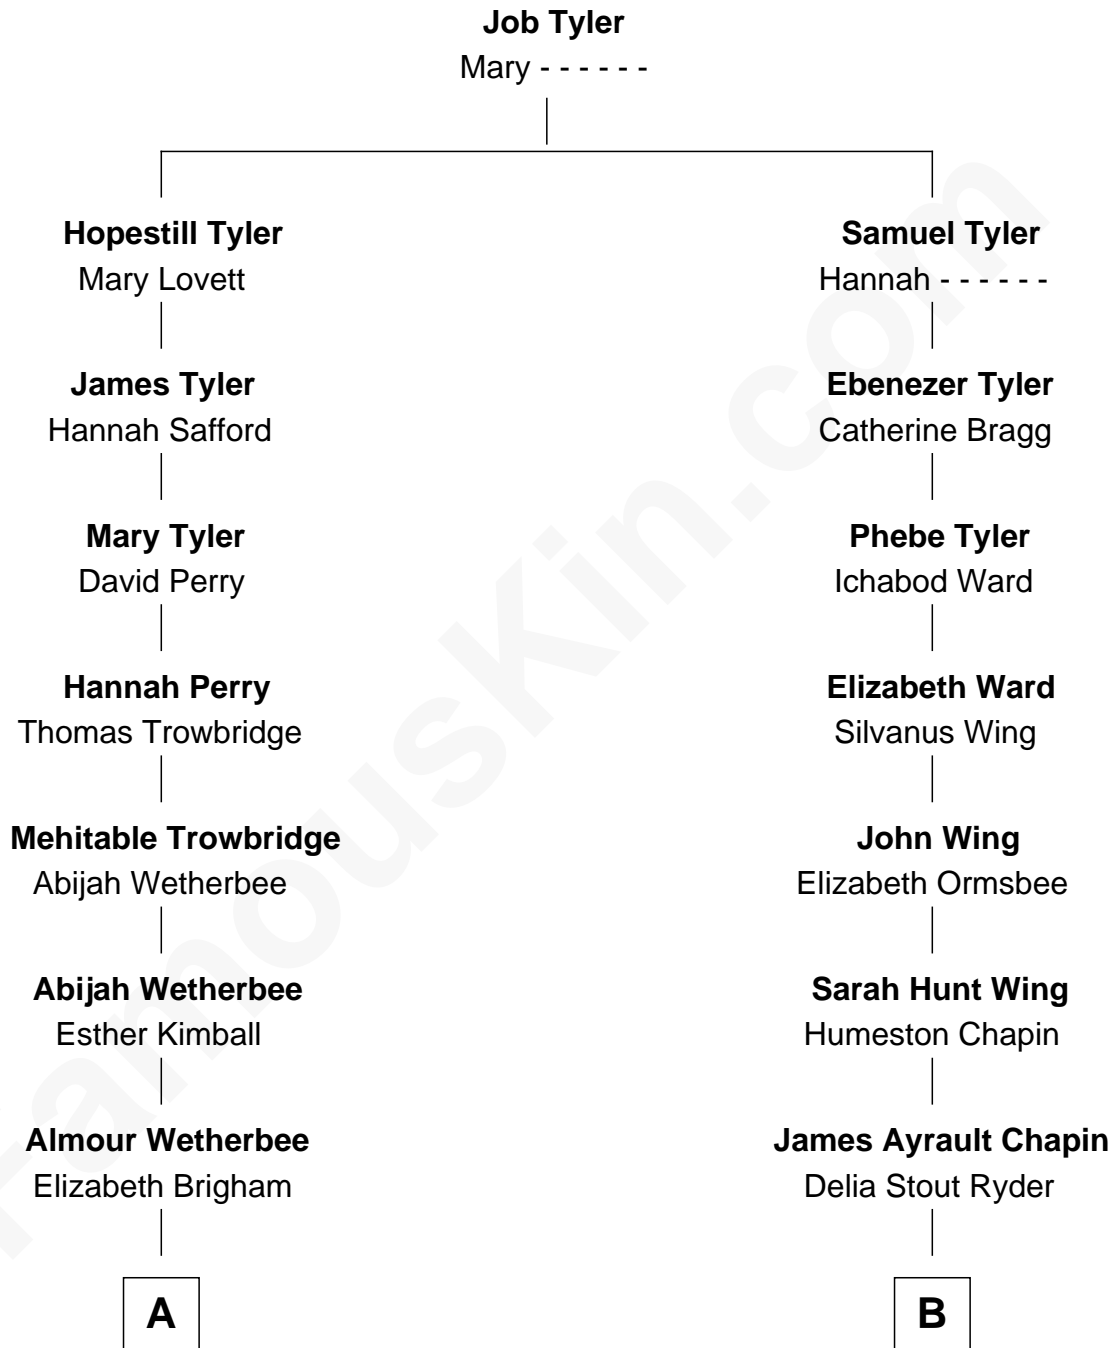 Job Tyler
Mary - - - - - -
Hopestill Tyler
Mary Lovett
Samuel Tyler
Hannah - - - - - -
James Tyler
Hannah Safford
Ebenezer Tyler
Catherine Bragg
Mary Tyler
David Perry
Phebe Tyler
Ichabod Ward
Hannah Perry
Thomas Trowbridge
Elizabeth Ward
Silvanus Wing
Mehitable Trowbridge
Abijah Wetherbee
John Wing
Elizabeth Ormsbee
Abijah Wetherbee
Esther Kimball
Sarah Hunt Wing
Humeston Chapin
Almour Wetherbee
Elizabeth Brigham
James Ayrault Chapin
Delia Stout Ryder
A
B
FamousKin.com